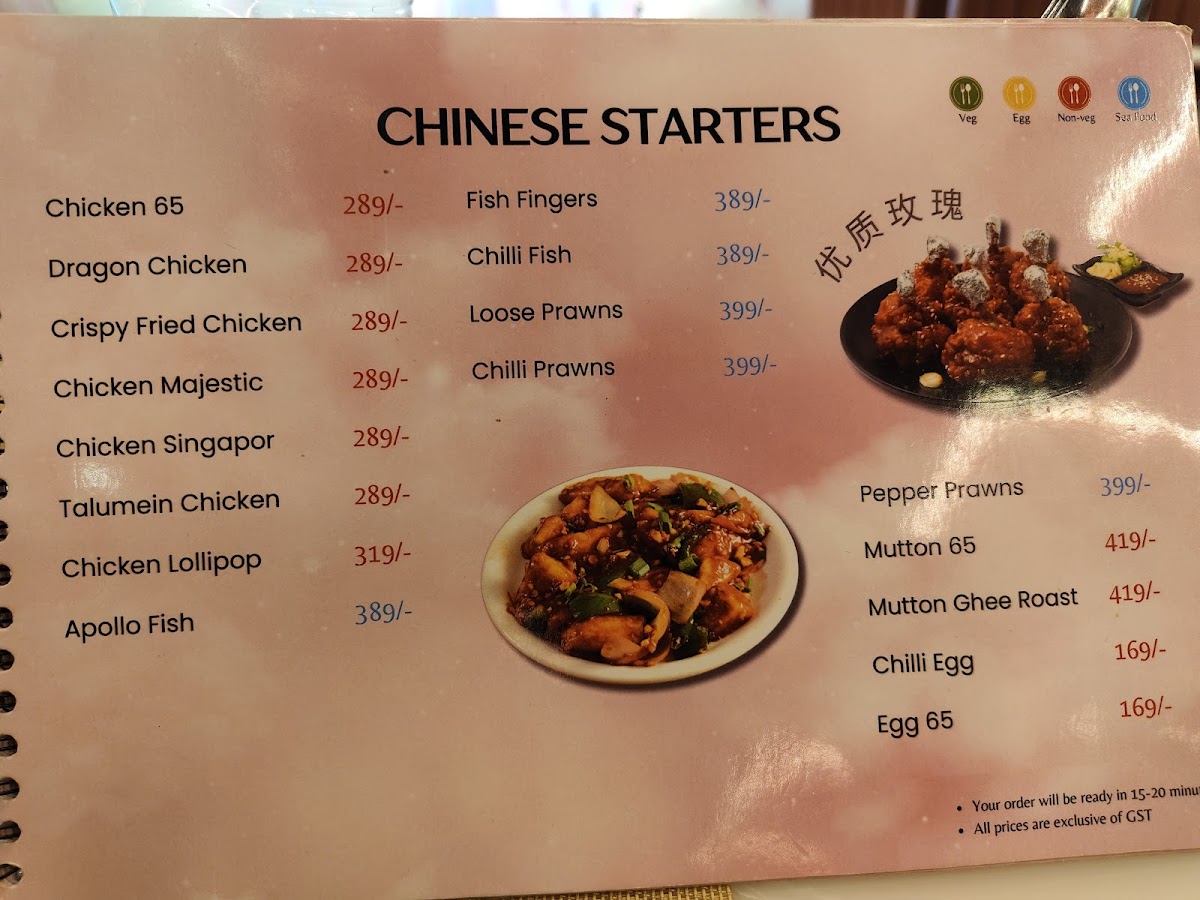 CHINESE STARTERS
Veg
Egg
Non-veg
Sea Food
Chicken 65 289/-
Dragon Chicken 289/-
Crispy Fried Chicken 289/-
Chicken Majestic 289/-
Chicken Singapor 289/-
Talumein Chicken 289/-
Chicken Lollipop 319/-
Apollo Fish 389/-
Fish Fingers 389/-
Chilli Fish 389/-
Loose Prawns 399/-
Chilli Prawns 399/-
优质玫瑰
Pepper Prawns 399/-
Mutton 65 419/-
Mutton Ghee Roast 419/-
Chilli Egg 169/-
Egg 65 169/-
• Your order will be ready in 15-20 minu
• All prices are exclusive of GST